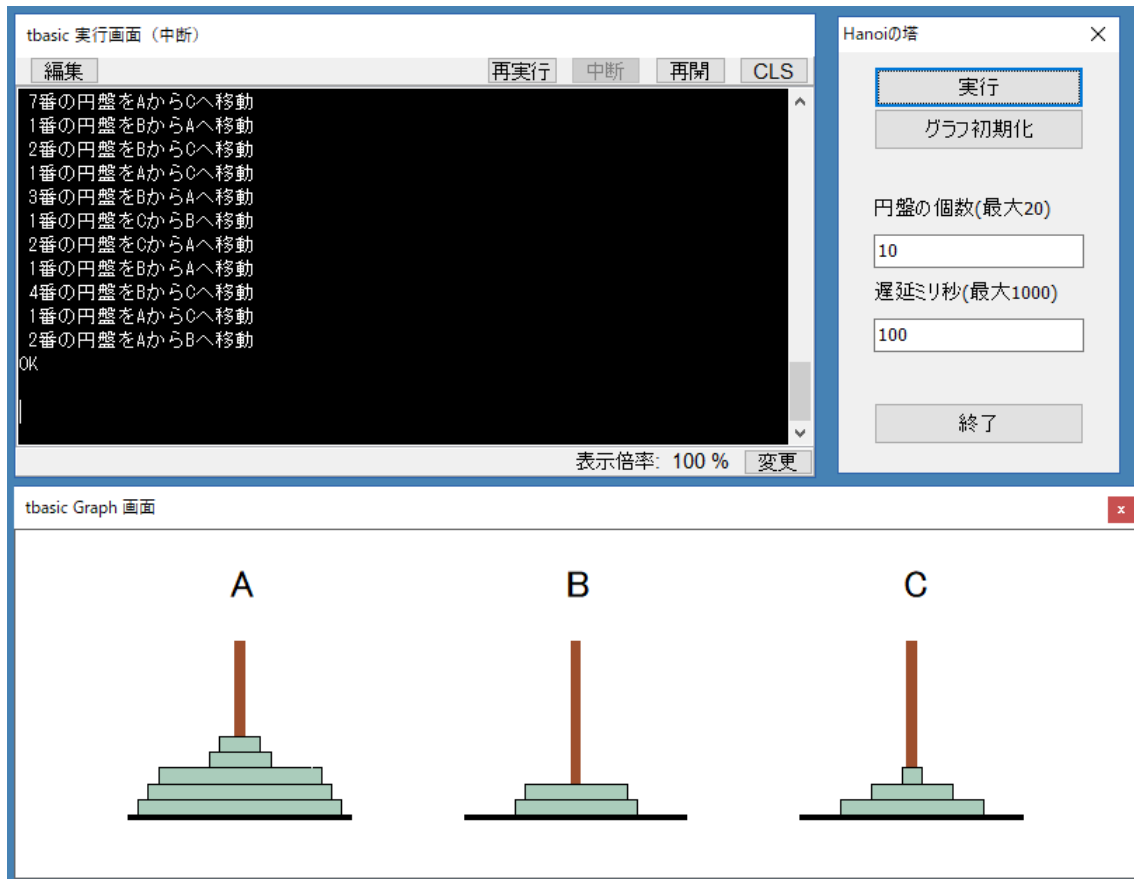 tbasic 実行画面（中断）
編集 再実行 中断 再開 CLS
7番の円盤をAからCへ移動
1番の円盤をBからAへ移動
2番の円盤をBからCへ移動
1番の円盤をAからCへ移動
3番の円盤をBからAへ移動
1番の円盤をCからBへ移動
2番の円盤をCからAへ移動
1番の円盤をBからAへ移動
4番の円盤をBからCへ移動
1番の円盤をAからCへ移動
2番の円盤をAからBへ移動
OK
表示倍率: 100 % 変更
Hanoiの塔
実行
グラフ初期化
円盤の個数(最大20)
10
遅延ミリ秒(最大1000)
100
終了
tbasic Graph 画面
A B C